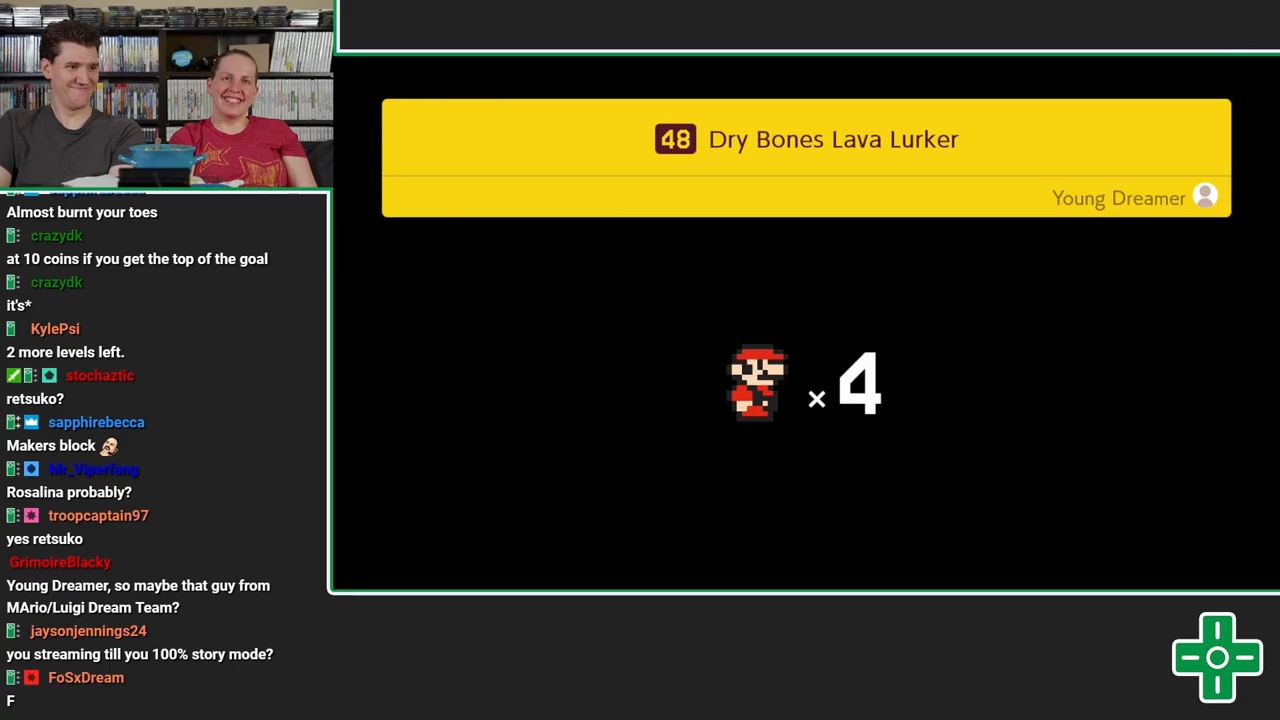 48 Dry Bones Lava Lurker
Young Dreamer
× 4
Almost burnt your toes
crazydk
at 10 coins if you get the top of the goal
crazydk
it's*
KylePsi
2 more levels left.
stochaztic
retsuko?
sapphirebecca
Makers block
Mr_Viperfang
Rosalina probably?
troopcaptain97
yes retsuko
GrimoireBlacky
Young Dreamer, so maybe that guy from
MArio/Luigi Dream Team?
jaysonjennings24
you streaming till you 100% story mode?
FoSxDream
F